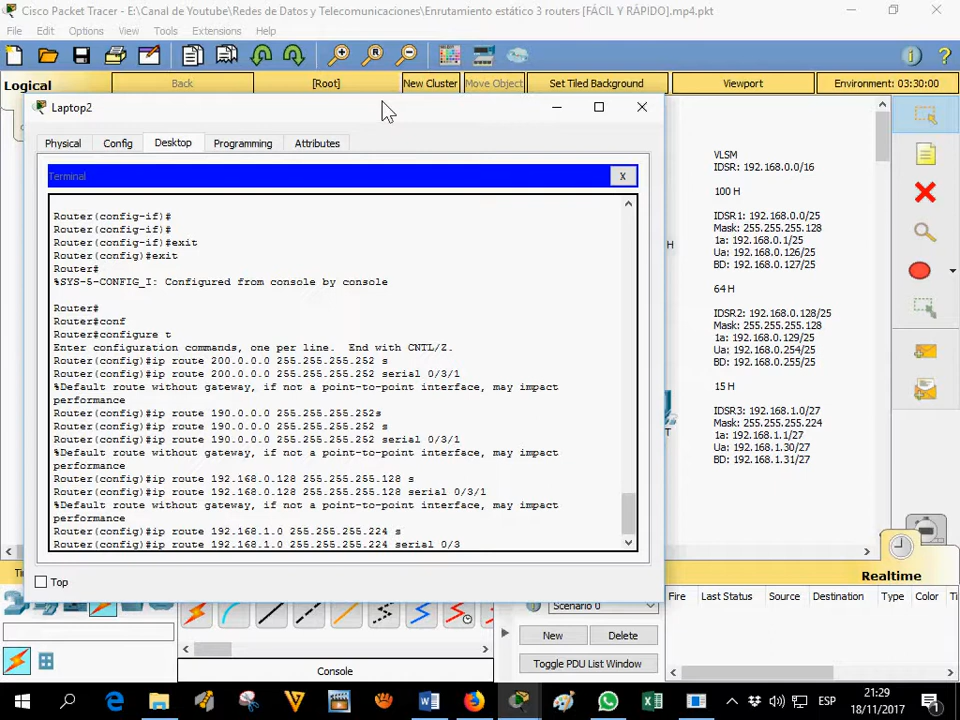 Cisco Packet Tracer - E:\Canal de Youtube\Redes de Datos y Telecomunicaciones\Enrutamiento estático 3 routers [FÁCIL Y RÁPIDO].mp4.pkt
File Edit Options View Tools Extensions Help
Logical Back [Root] New Cluster Move Object Set Tiled Background Viewport Environment: 03:30:00
Laptop2
Physical Config Desktop Programming Attributes
Terminal X
Router(config-if)#
Router(config-if)#
Router(config-if)#exit
Router(config)#exit
Router#
%SYS-5-CONFIG_I: Configured from console by console
Router#
Router#conf
Router#configure t
Enter configuration commands, one per line.  End with CNTL/Z.
Router(config)#ip route 200.0.0.0 255.255.255.252 s
Router(config)#ip route 200.0.0.0 255.255.255.252 serial 0/3/1
%Default route without gateway, if not a point-to-point interface, may impact
performance
Router(config)#ip route 190.0.0.0 255.255.255.252s
Router(config)#ip route 190.0.0.0 255.255.255.252 s
Router(config)#ip route 190.0.0.0 255.255.255.252 serial 0/3/1
%Default route without gateway, if not a point-to-point interface, may impact
performance
Router(config)#ip route 192.168.0.128 255.255.255.128 s
Router(config)#ip route 192.168.0.128 255.255.255.128 serial 0/3/1
%Default route without gateway, if not a point-to-point interface, may impact
performance
Router(config)#ip route 192.168.1.0 255.255.255.224 s
Router(config)#ip route 192.168.1.0 255.255.255.224 serial 0/3
Top
H
T
VLSM
IDSR: 192.168.0.0/16
100 H
IDSR1: 192.168.0.0/25
Mask: 255.255.255.128
1a: 192.168.0.1/25
Ua: 192.168.0.126/25
BD: 192.168.0.127/25
64 H
IDSR2: 192.168.0.128/25
1a: 192.168.0.129/25
Ua: 192.168.0.254/25
BD: 192.168.0.255/25
15 H
IDSR3: 192.168.1.0/27
Mask: 255.255.255.224
1a: 192.168.1.1/27
Ua: 192.168.1.30/27
BD: 192.168.1.31/27
Realtime
Scenario 0
New Delete
Toggle PDU List Window
Fire Last Status Source Destination Type Color
Console
ESP
21:29
18/11/2017